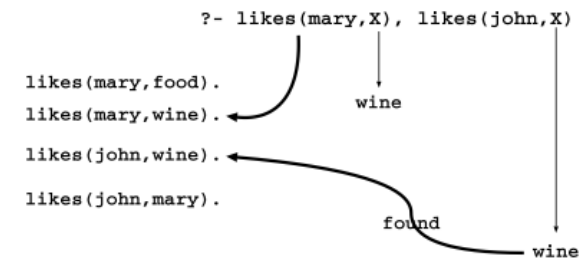 ?- likes(mary,X), likes(john,X)
likes(mary,food).
wine
likes(mary,wine).
likes(john,wine).
likes(john,mary).
found
wine